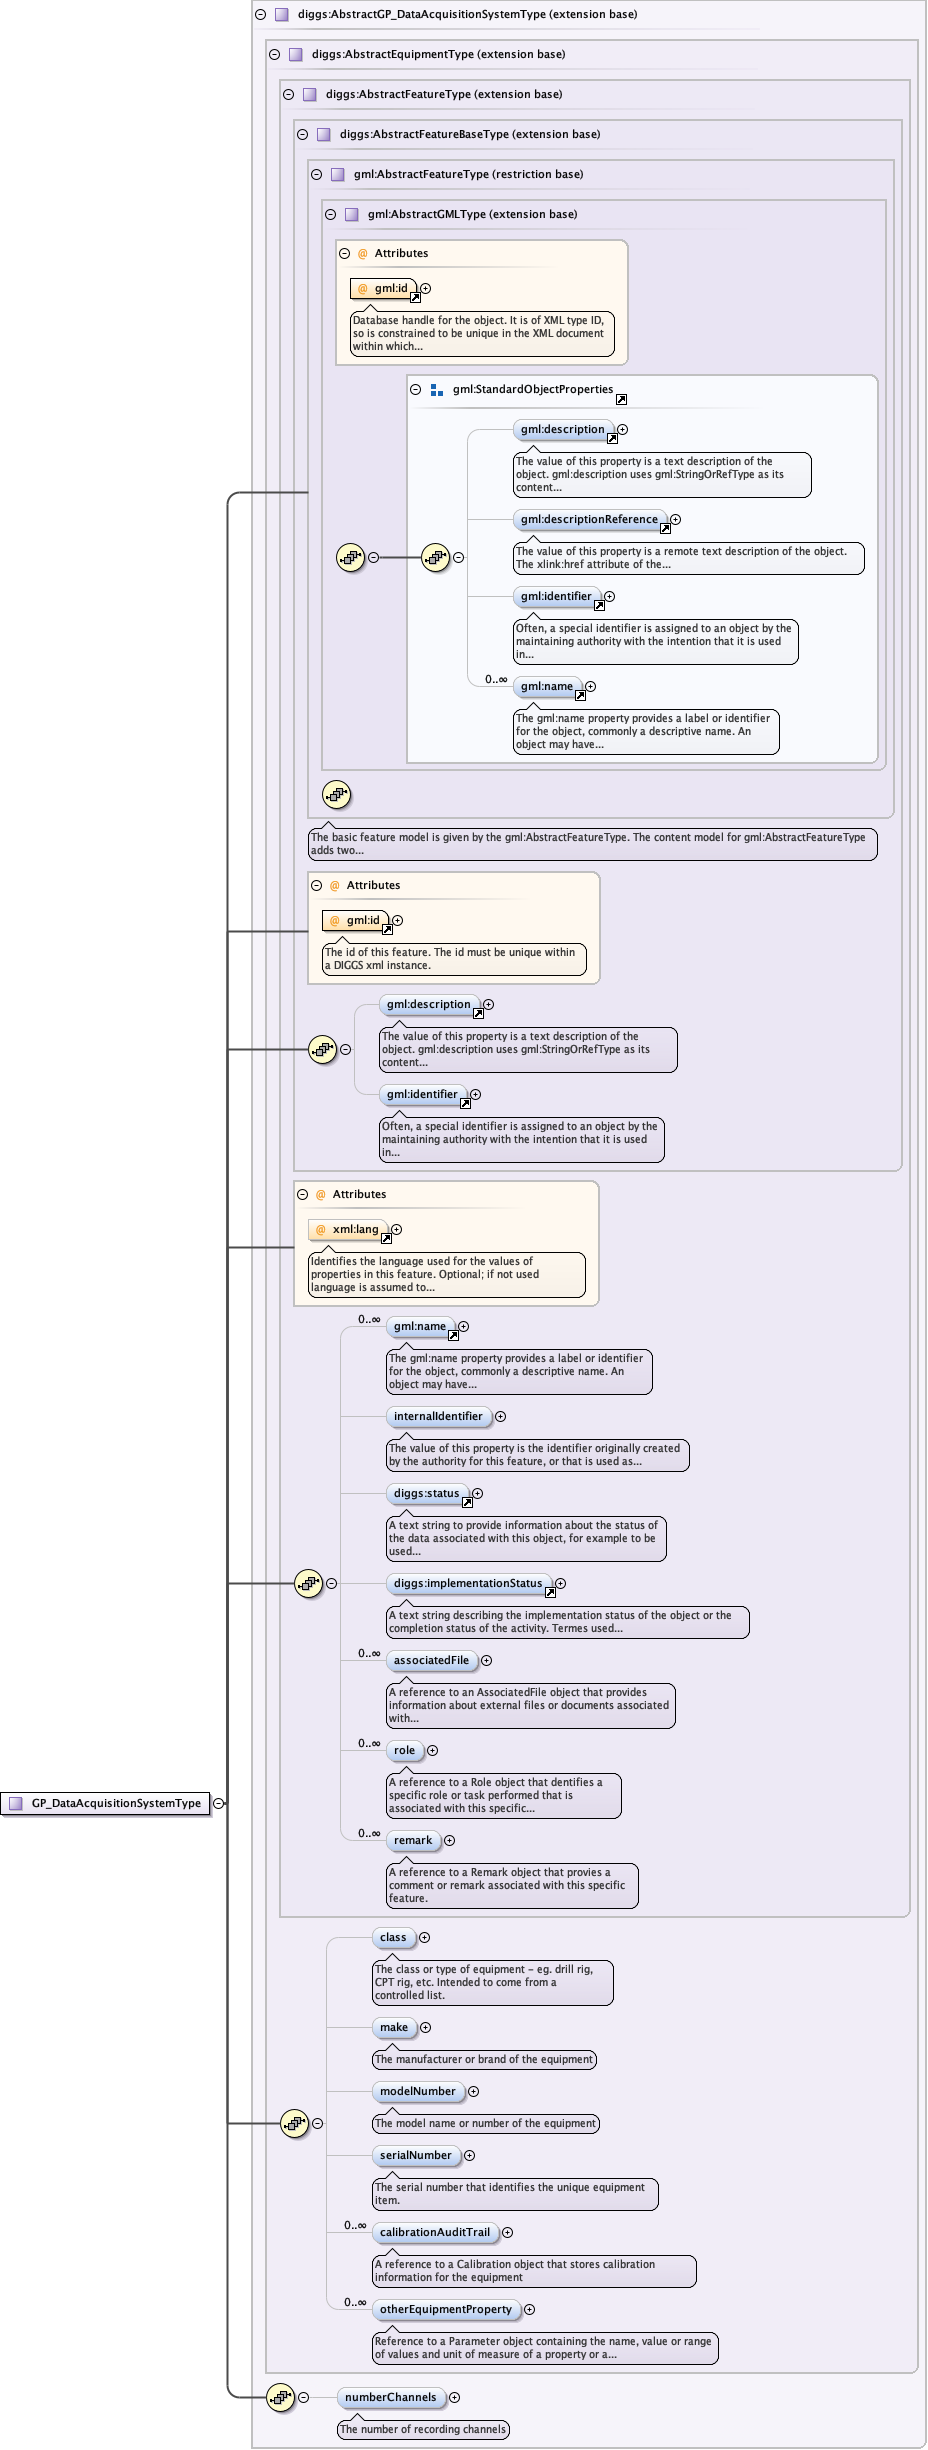 diggs:AbstractGP_DataAcquisitionSystemType (extension base)
diggs:AbstractEquipmentType (extension base)
diggs:AbstractFeatureType (extension base)
diggs:AbstractFeatureBaseType (extension base)
gml:AbstractFeatureType (restriction base)
gml:AbstractGMLType (extension base)
@ Attributes
@ gml:id
Database handle for the object. It is of XML type ID,
so is constrained to be unique in the XML document
within which...
gml:StandardObjectProperties
gml:description
The value of this property is a text description of the
object. gml:description uses gml:StringOrRefType as its
content...
gml:descriptionReference
The value of this property is a remote text description of the object.
The xlink:href attribute of the...
gml:identifier
Often, a special identifier is assigned to an object by the
maintaining authority with the intention that it is used
in...
0..∞
gml:name
The gml:name property provides a label or identifier
for the object, commonly a descriptive name. An
object may have...
The basic feature model is given by the gml:AbstractFeatureType. The content model for gml:AbstractFeatureType
adds two...
@ Attributes
@ gml:id
The id of this feature. The id must be unique within
a DIGGS xml instance.
gml:description
The value of this property is a text description of the
object. gml:description uses gml:StringOrRefType as its
content...
gml:identifier
Often, a special identifier is assigned to an object by the
maintaining authority with the intention that it is used
in...
@ Attributes
@ xml:lang
Identifies the language used for the values of
properties in this feature. Optional; if not used
language is assumed to...
0..∞
gml:name
The gml:name property provides a label or identifier
for the object, commonly a descriptive name. An
object may have...
internalIdentifier
The value of this property is the identifier originally created
by the authority for this feature, or that is used as...
diggs:status
A text string to provide information about the status of
the data associated with this object, for example to be
used...
diggs:implementationStatus
A text string describing the implementation status of the object or the
completion status of the activity. Termes used...
0..∞
associatedFile
A reference to an AssociatedFile object that provides
information about external files or documents associated
with...
0..∞
role
A reference to a Role object that dentifies a
specific role or task performed that is
associated with this specific...
GP_DataAcquisitionSystemType
0..∞
remark
A reference to a Remark object that provies a
comment or remark associated with this specific
feature.
class
The class or type of equipment - eg. drill rig,
CPT rig, etc. Intended to come from a
controlled list.
make
The manufacturer or brand of the equipment
modelNumber
The model name or number of the equipment
serialNumber
The serial number that identifies the unique equipment
item.
0..∞
calibrationAuditTrail
A reference to a Calibration object that stores calibration
information for the equipment
0..∞
otherEquipmentProperty
Reference to a Parameter object containing the name, value or range
of values and unit of measure of a property or a...
numberChannels
The number of recording channels